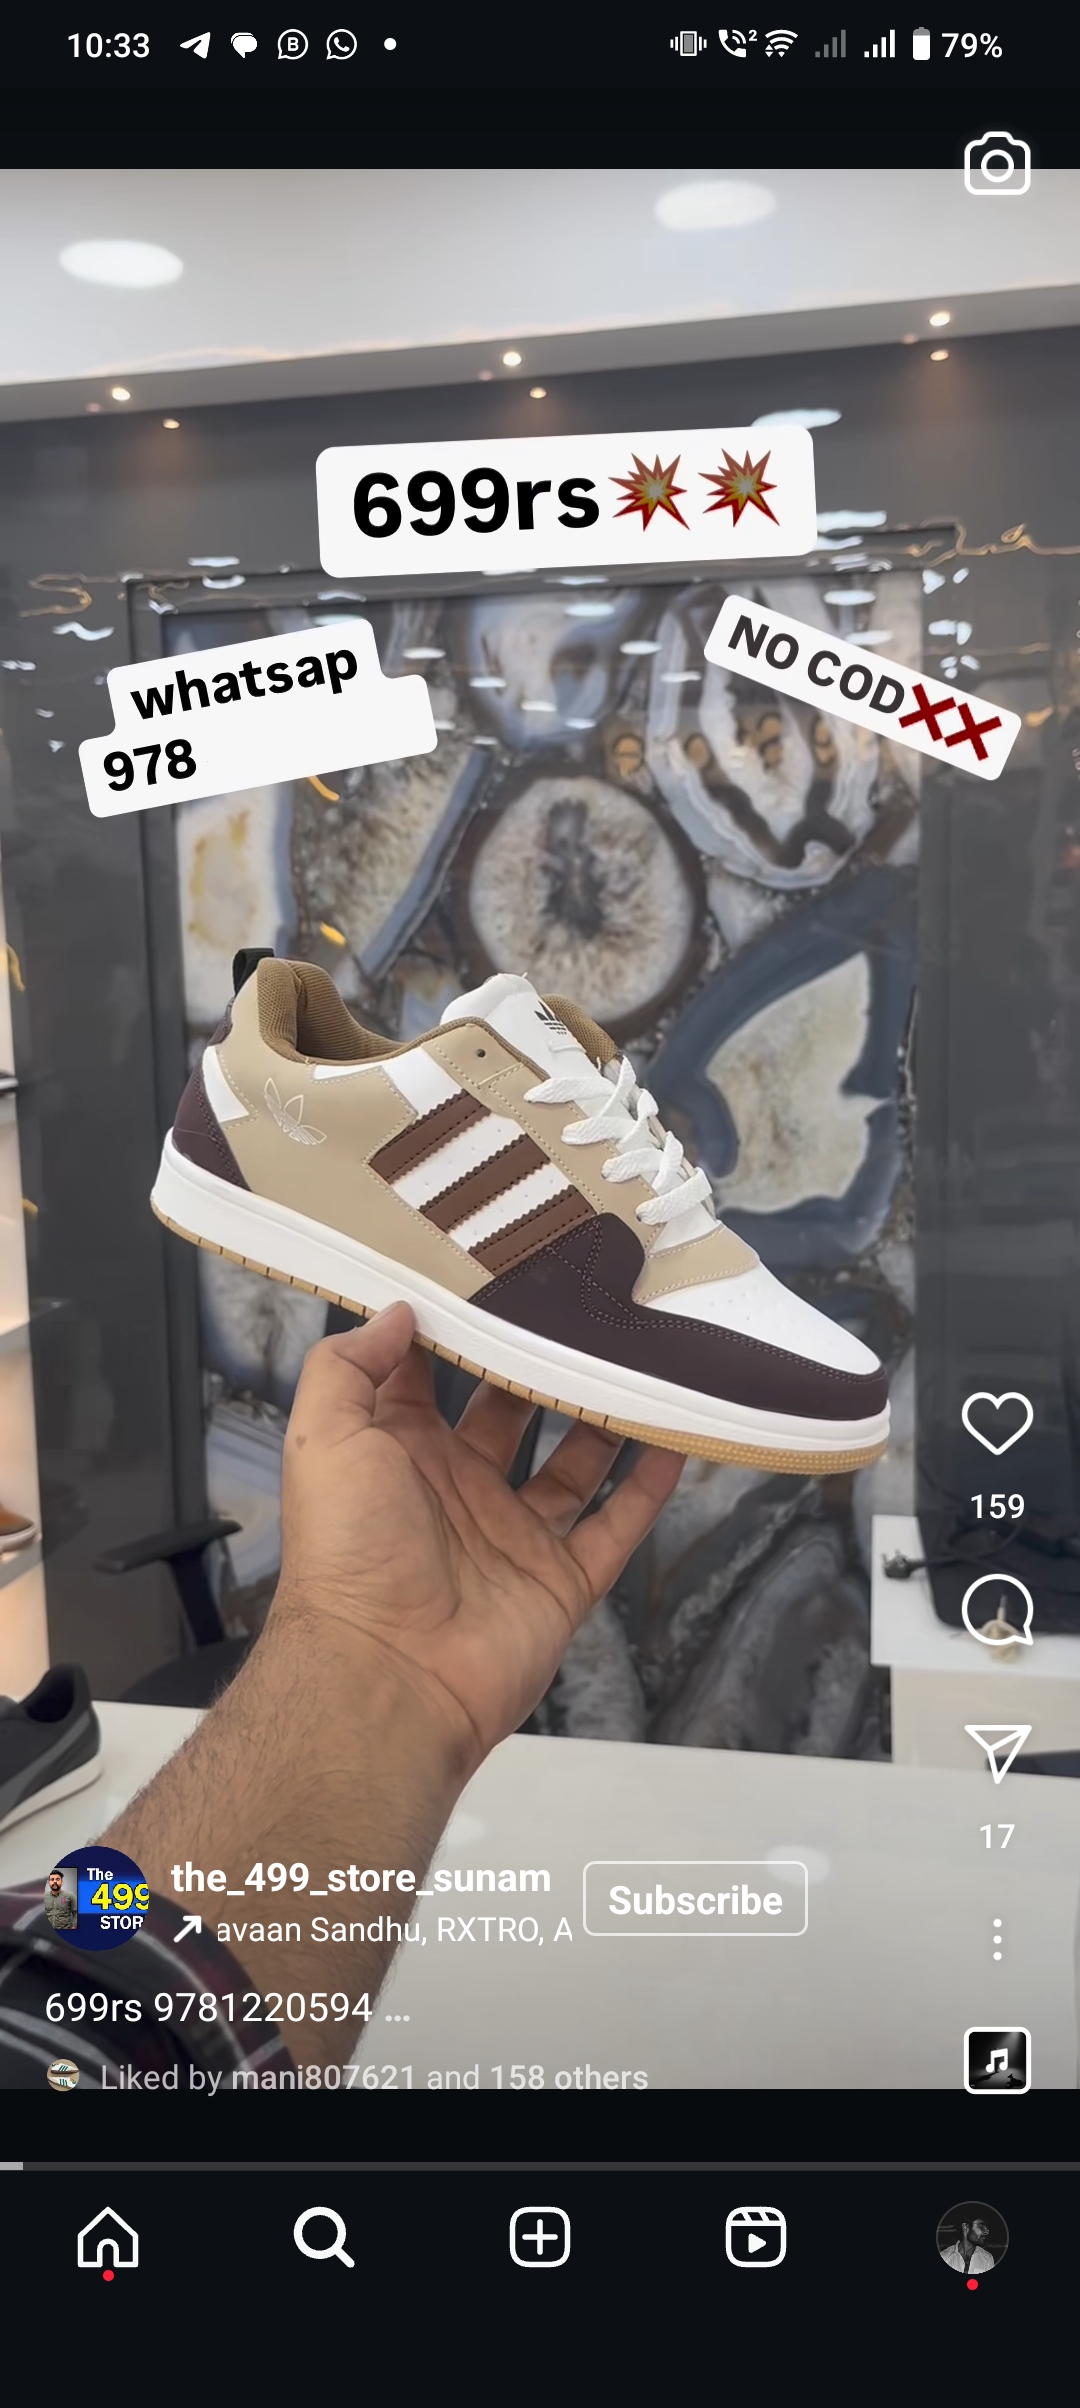 10:33
2
79%
699rs💥💥
whatsap
978
NO COD❌❌
159
17
The
499
STOR
the_499_store_sunam
Subscribe
avaan Sandhu, RXTRO, A
699rs 9781220594 ...
Liked by mani807621 and 158 others